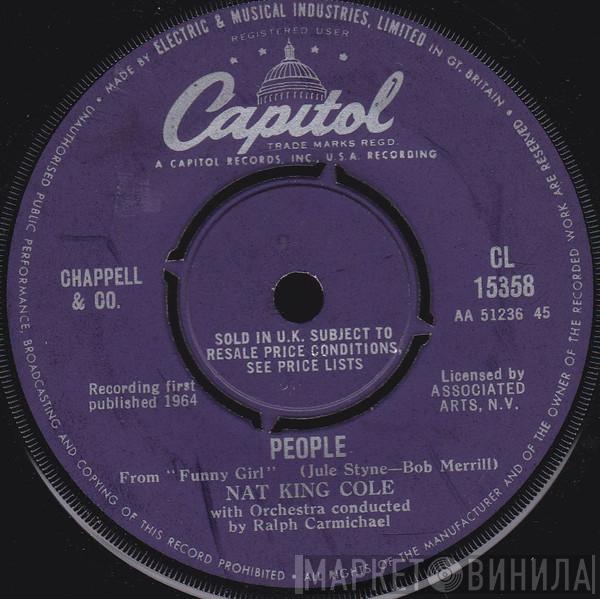 MADE BY ELECTRIC & MUSICAL INDUSTRIES, LIMITED IN GT. BRITAIN • ALL RIGHTS OF THE MANUFACTURER AND OF THE OWNER OF THE RECORDED WORK ARE RESERVED
UNAUTHORISED PUBLIC PERFORMANCE, BROADCASTING AND COPYING OF THIS RECORD PROHIBITED •
REGISTERED USER
Capitol
TRADE MARKS REGD.
A CAPITOL RECORDS, INC., U.S.A. RECORDING
CHAPPELL
& CO.
CL
15358
AA 51236 45
SOLD IN U.K. SUBJECT TO
RESALE PRICE CONDITIONS,
SEE PRICE LISTS
Recording first
published 1964
Licensed by
ASSOCIATED
ARTS, N.V.
PEOPLE
From "Funny Girl" (Jule Styne—Bob Merrill)
NAT KING COLE
with Orchestra conducted
by Ralph Carmichael
МАРКЕТ ВИНИЛА